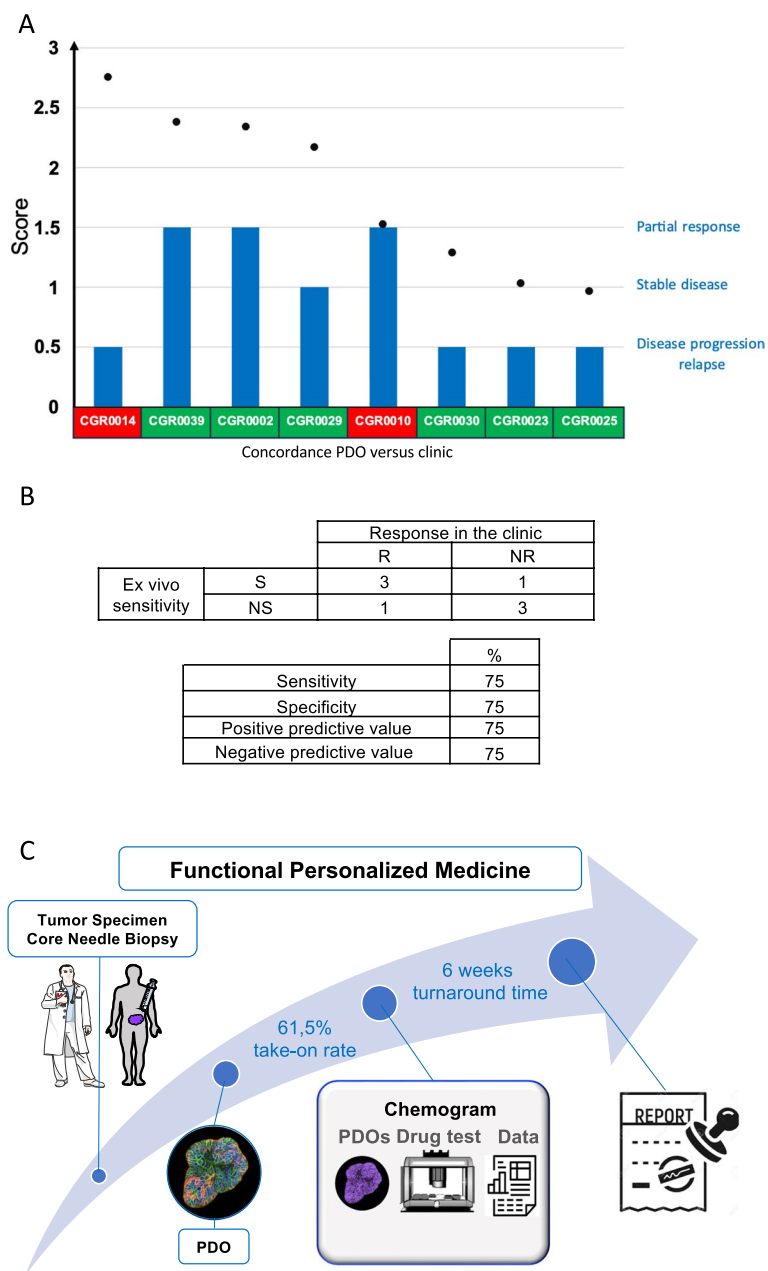 A
3
2.5
2
1.5
1
0.5
0
Score
Partial response
Stable disease
Disease progression
relapse
CGR0014 CGR0039 CGR0002 CGR0029 CGR0010 CGR0030 CGR0023 CGR0025
Concordance PDO versus clinic
B
Response in the clinic
R NR
Ex vivo
sensitivity
S 3 1
NS 1 3
%
Sensitivity 75
Specificity 75
Positive predictive value 75
Negative predictive value 75
C
Functional Personalized Medicine
Tumor Specimen
Core Needle Biopsy
6 weeks
turnaround time
61,5%
take-on rate
Chemogram
PDOs Drug test Data
REPORT
PDO